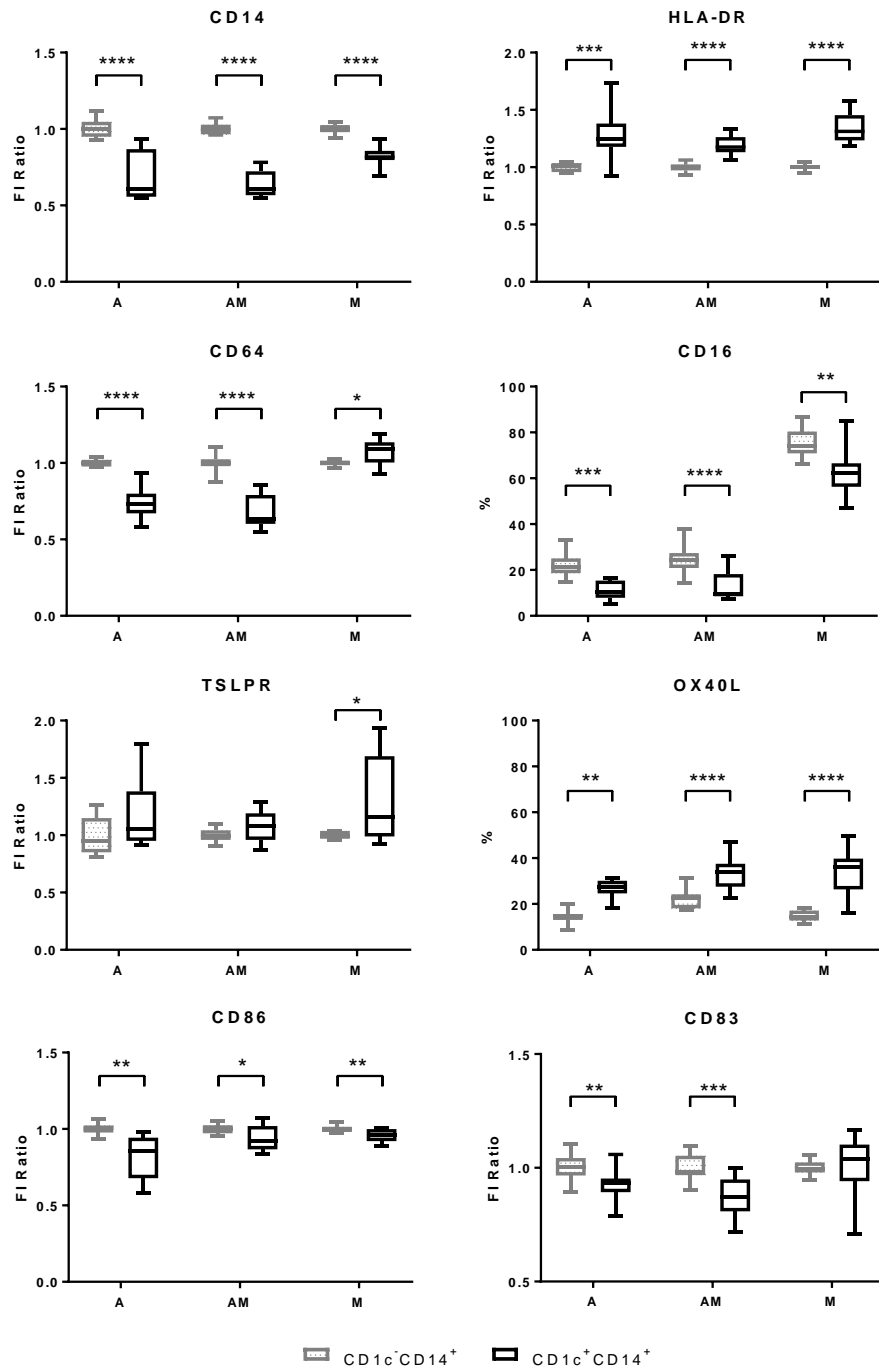 CD14
****
****
****
1.5
1.0
0.5
0.0
FI Ratio
A
AM
M
HLA-DR
***
****
****
2.0
1.5
1.0
0.5
0.0
FI Ratio
A
AM
M
CD64
****
****
*
1.5
1.0
0.5
0.0
FI Ratio
A
AM
M
CD16
***
****
**
100
80
60
40
20
0
%
A
AM
M
TSLPR
*
2.0
1.5
1.0
0.5
0.0
FI Ratio
A
AM
M
OX40L
**
****
****
100
80
60
40
20
0
%
A
AM
M
CD86
**
*
**
1.5
1.0
0.5
0.0
FI Ratio
A
AM
M
CD83
**
***
1.5
1.0
0.5
FI Ratio
A
AM
M
CD1c⁻CD14⁺
CD1c⁺CD14⁺